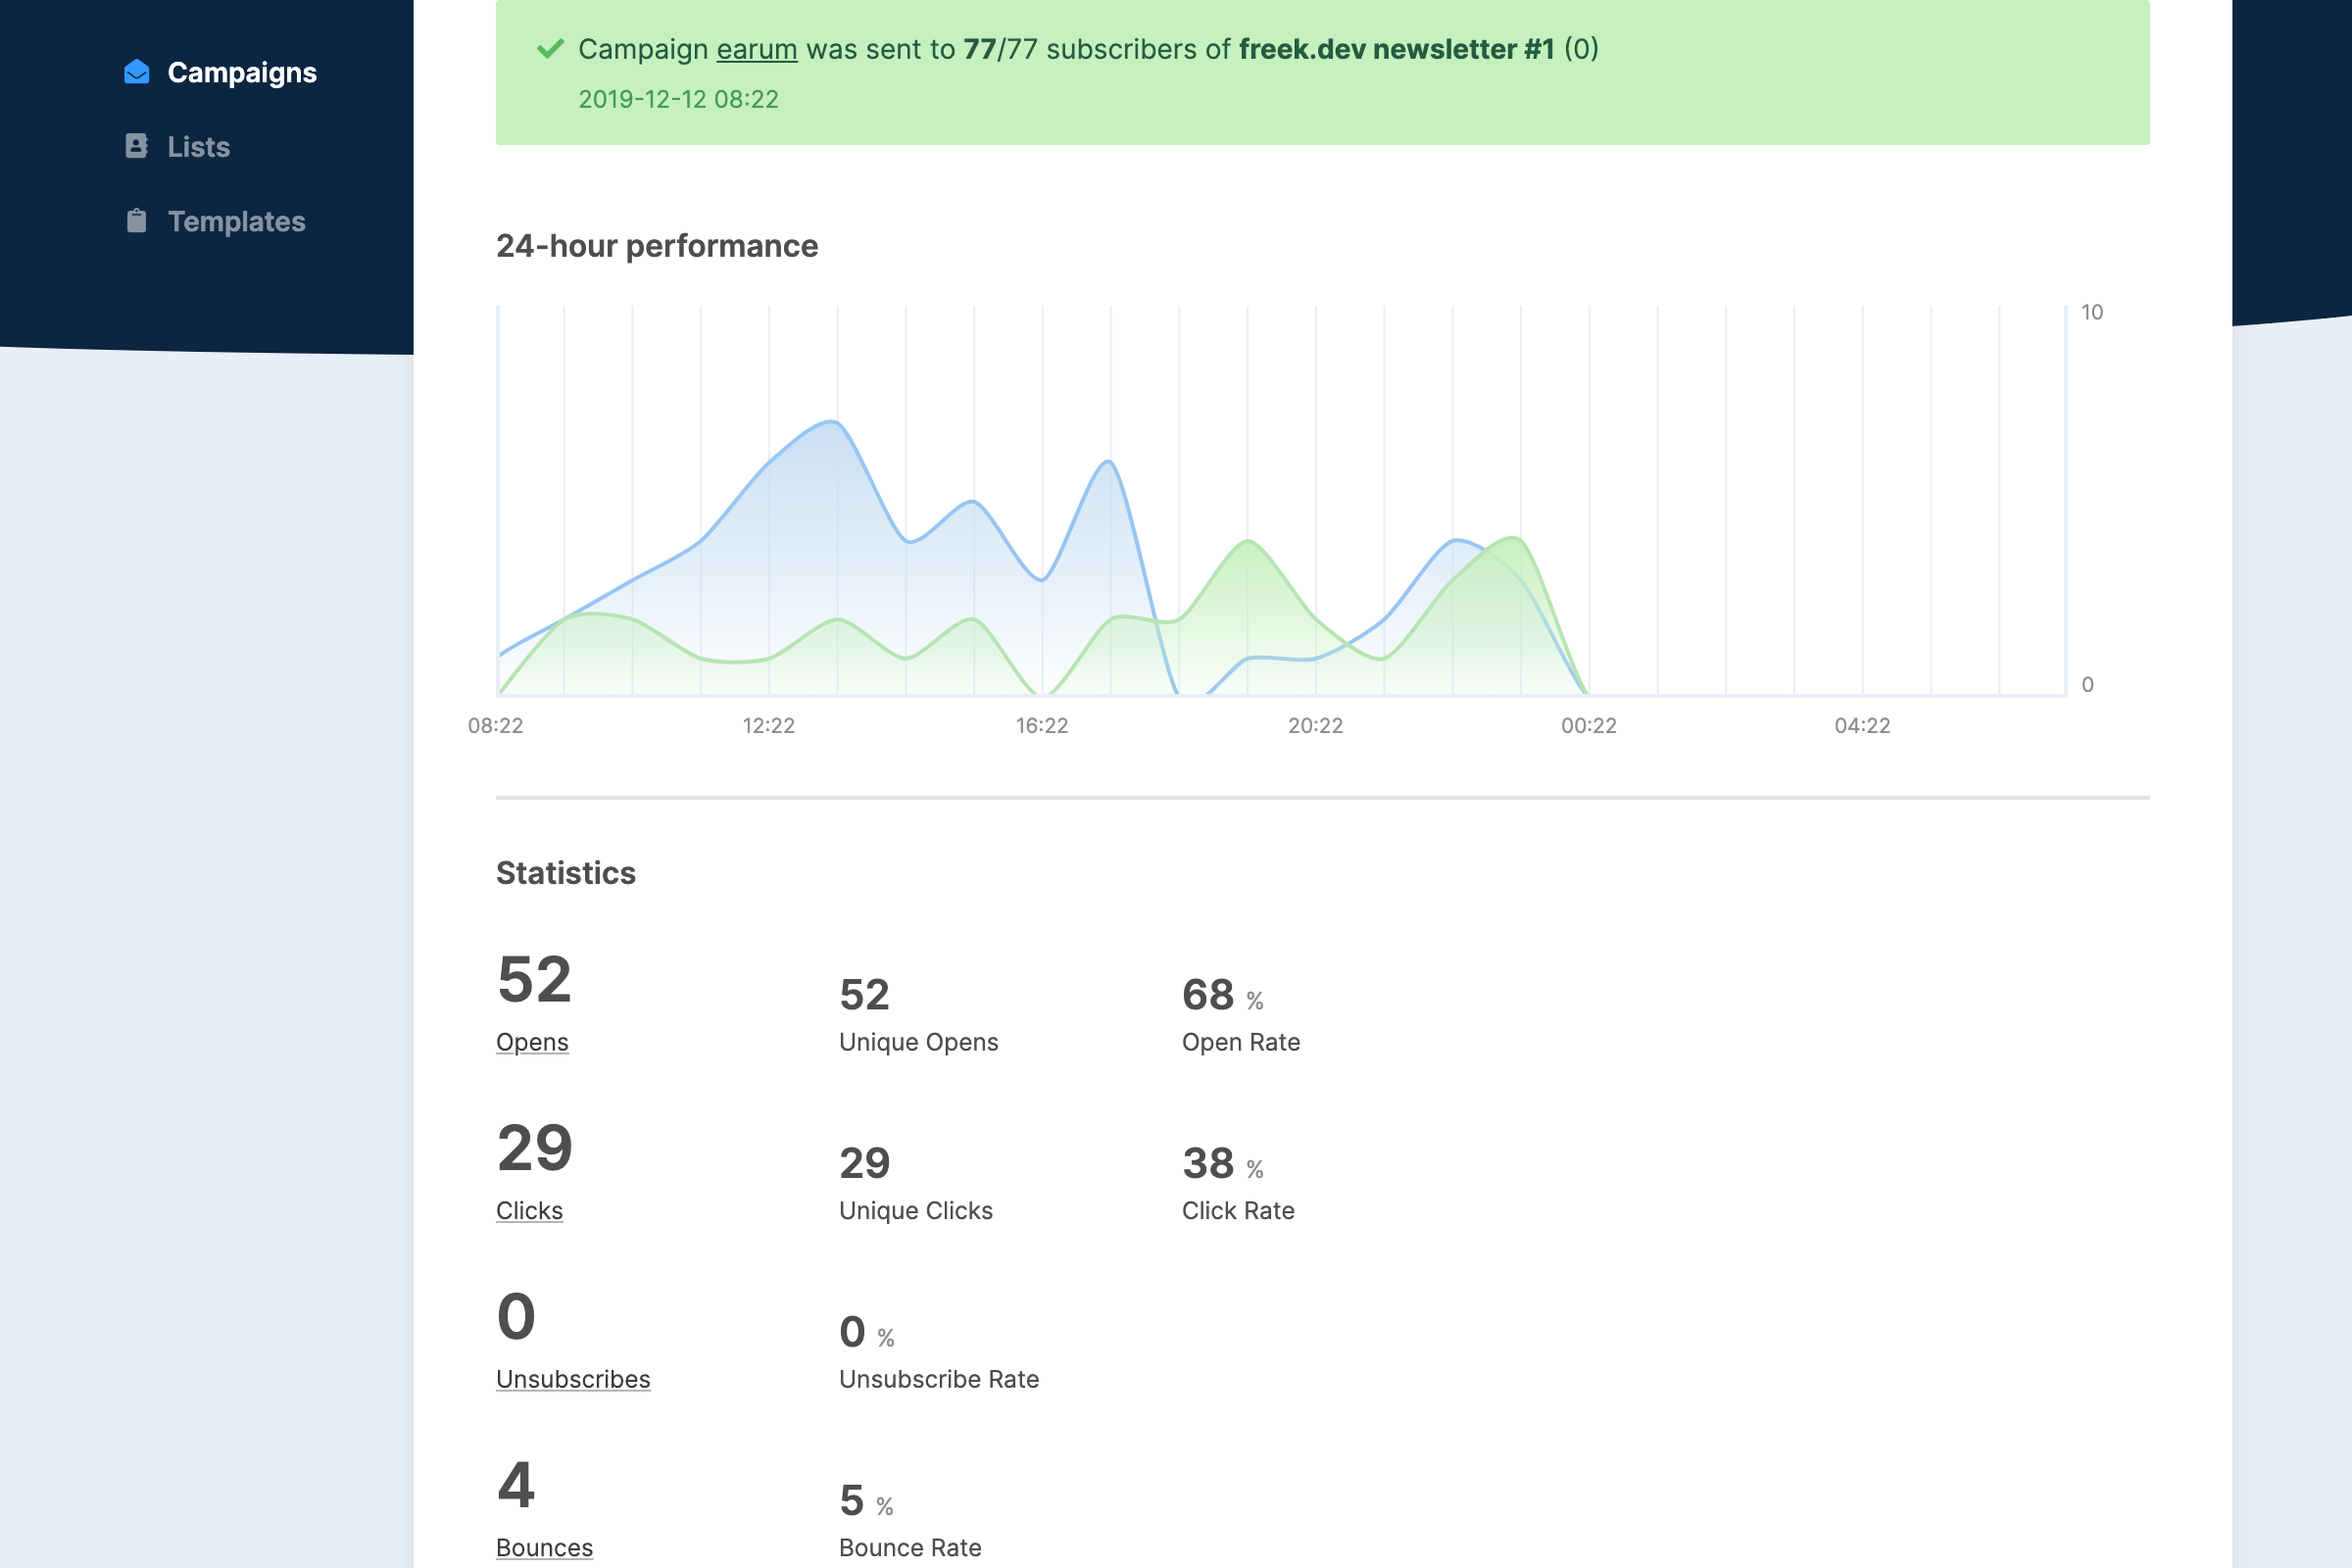 Campaigns
Lists
Templates
Campaign earum was sent to 77/77 subscribers of freek.dev newsletter #1 (0)
2019-12-12 08:22
24-hour performance
10
0
08:22 12:22 16:22 20:22 00:22 04:22
Statistics
52 52 68 %
Opens Unique Opens Open Rate
29 29 38 %
Clicks Unique Clicks Click Rate
0 0 %
Unsubscribes Unsubscribe Rate
4 5 %
Bounces Bounce Rate